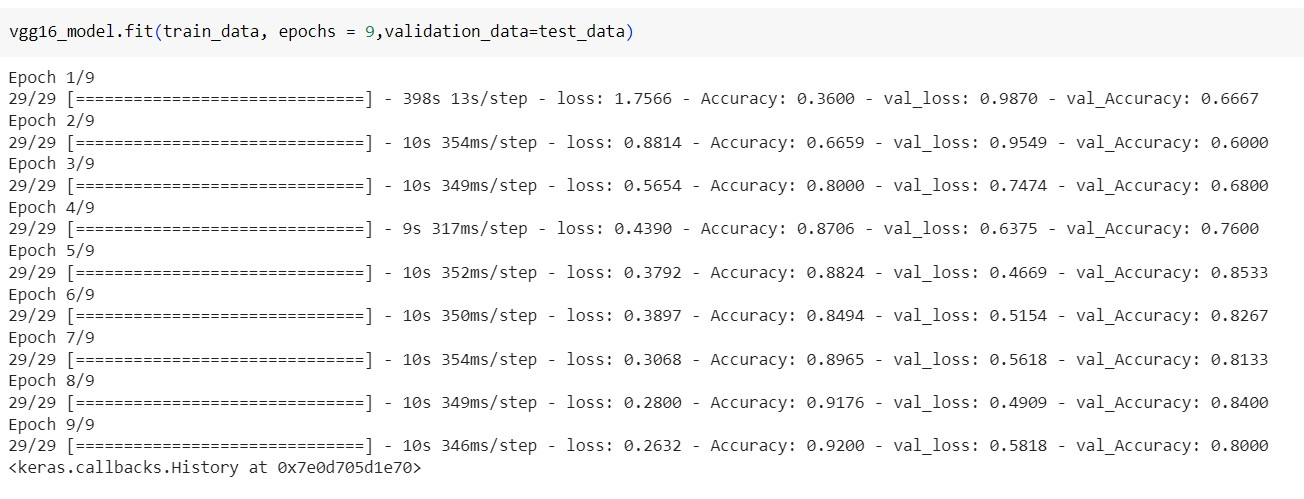 vgg16_model.fit(train_data, epochs = 9,validation_data=test_data)
Epoch 1/9
29/29 [==============================] - 398s 13s/step - loss: 1.7566 - Accuracy: 0.3600 - val_loss: 0.9870 - val_Accuracy: 0.6667
Epoch 2/9
29/29 [==============================] - 10s 354ms/step - loss: 0.8814 - Accuracy: 0.6659 - val_loss: 0.9549 - val_Accuracy: 0.6000
Epoch 3/9
29/29 [==============================] - 10s 349ms/step - loss: 0.5654 - Accuracy: 0.8000 - val_loss: 0.7474 - val_Accuracy: 0.6800
Epoch 4/9
29/29 [==============================] - 9s 317ms/step - loss: 0.4390 - Accuracy: 0.8706 - val_loss: 0.6375 - val_Accuracy: 0.7600
Epoch 5/9
29/29 [==============================] - 10s 352ms/step - loss: 0.3792 - Accuracy: 0.8824 - val_loss: 0.4669 - val_Accuracy: 0.8533
Epoch 6/9
29/29 [==============================] - 10s 350ms/step - loss: 0.3897 - Accuracy: 0.8494 - val_loss: 0.5154 - val_Accuracy: 0.8267
Epoch 7/9
29/29 [==============================] - 10s 354ms/step - loss: 0.3068 - Accuracy: 0.8965 - val_loss: 0.5618 - val_Accuracy: 0.8133
Epoch 8/9
29/29 [==============================] - 10s 349ms/step - loss: 0.2800 - Accuracy: 0.9176 - val_loss: 0.4909 - val_Accuracy: 0.8400
Epoch 9/9
29/29 [==============================] - 10s 346ms/step - loss: 0.2632 - Accuracy: 0.9200 - val_loss: 0.5818 - val_Accuracy: 0.8000
<keras.callbacks.History at 0x7e0d705d1e70>